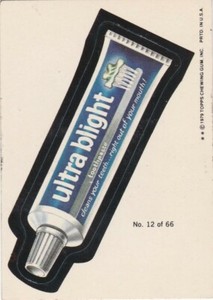 ultra blight
toothpaste
cleans your teeth...right out of your mouth!
No. 12 of 66
** © 1979 TOPPS CHEWING GUM, INC. PRTD. IN U.S.A.